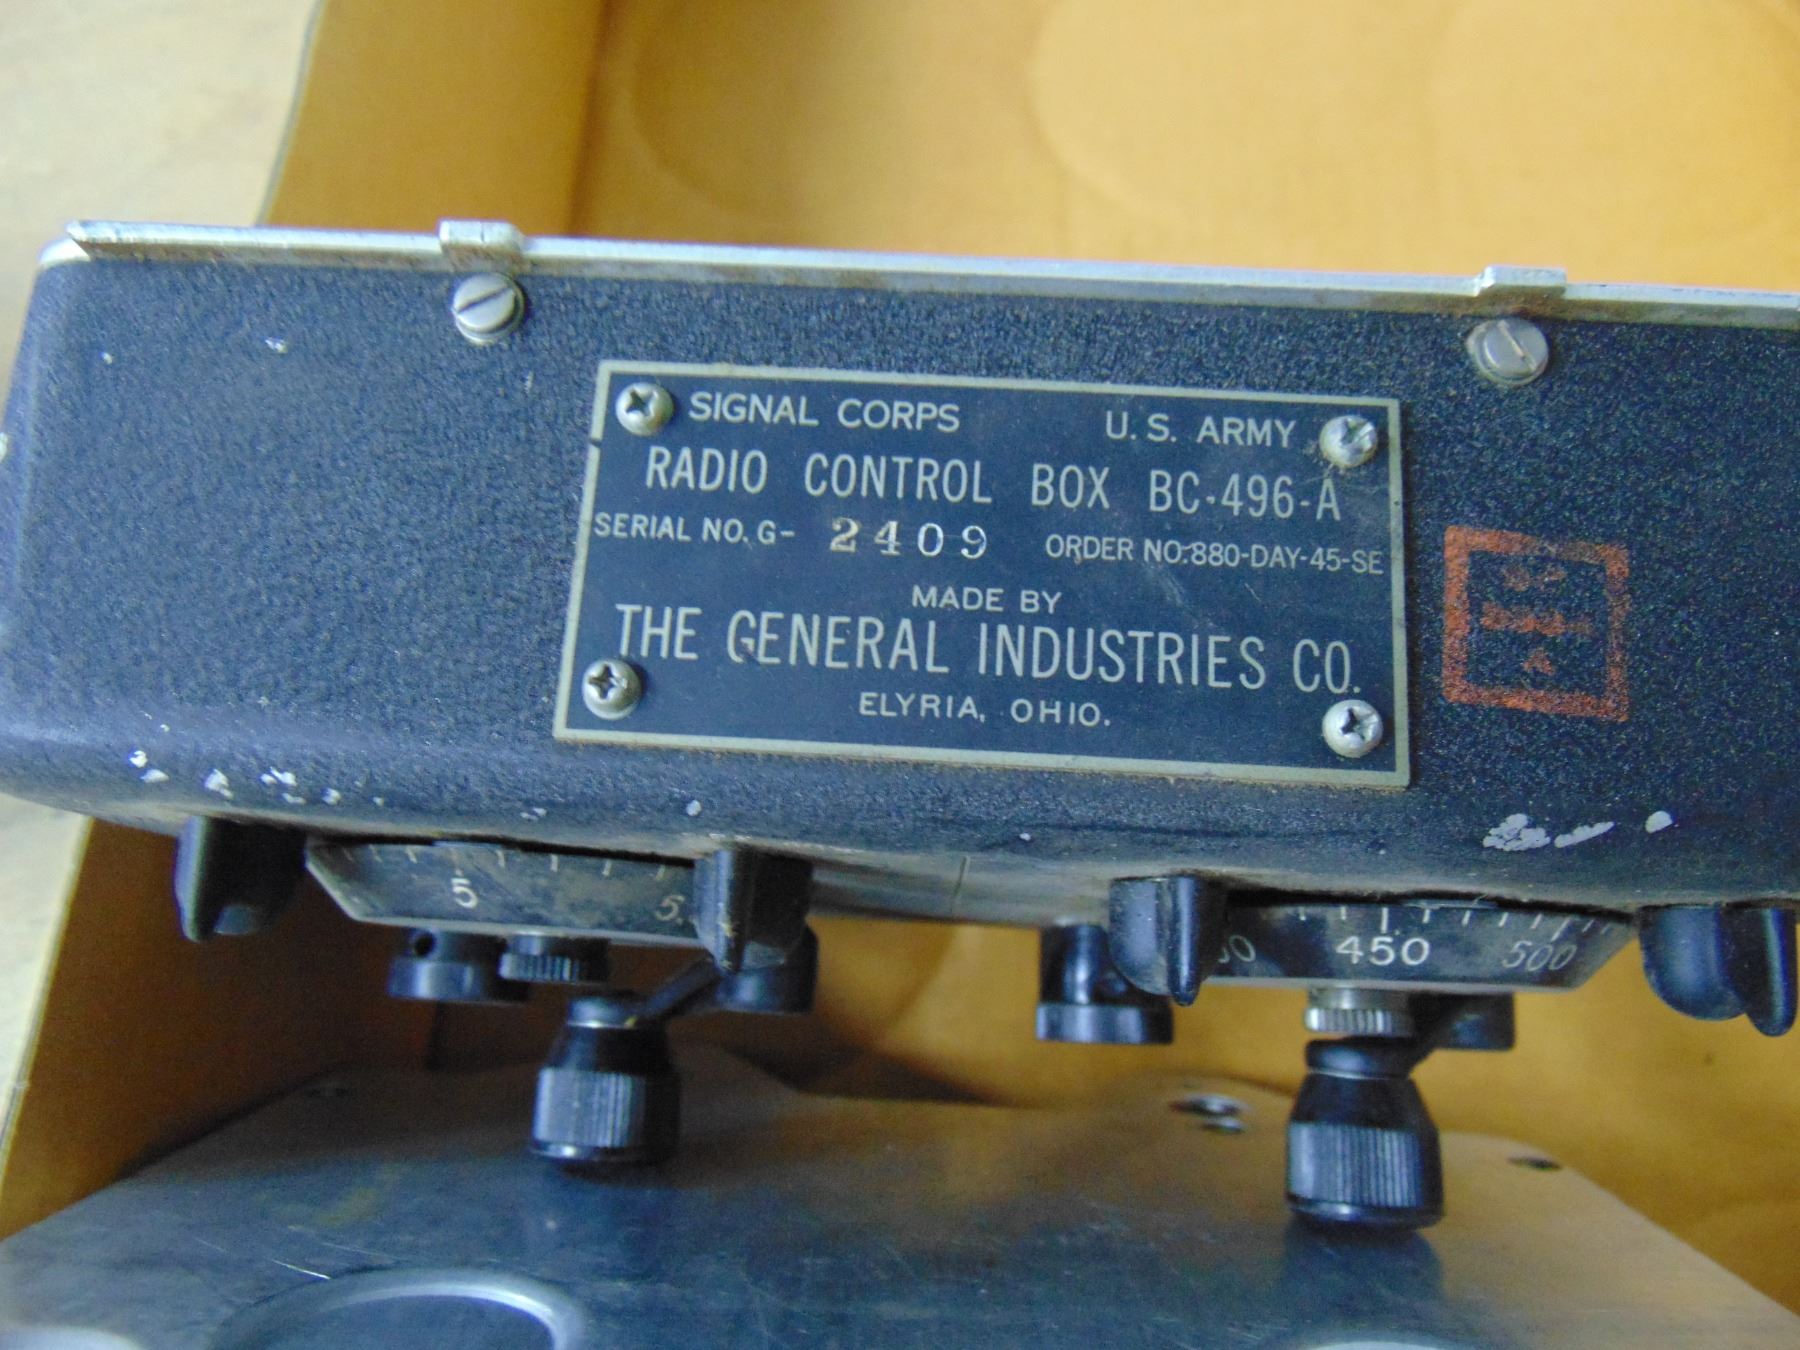 SIGNAL CORPS U.S. ARMY
RADIO CONTROL BOX BC-496-A
SERIAL NO. G- 2409 ORDER NO. 880-DAY-45-SE
MADE BY
THE GENERAL INDUSTRIES CO.
ELYRIA, OHIO.
5 5. 450 500